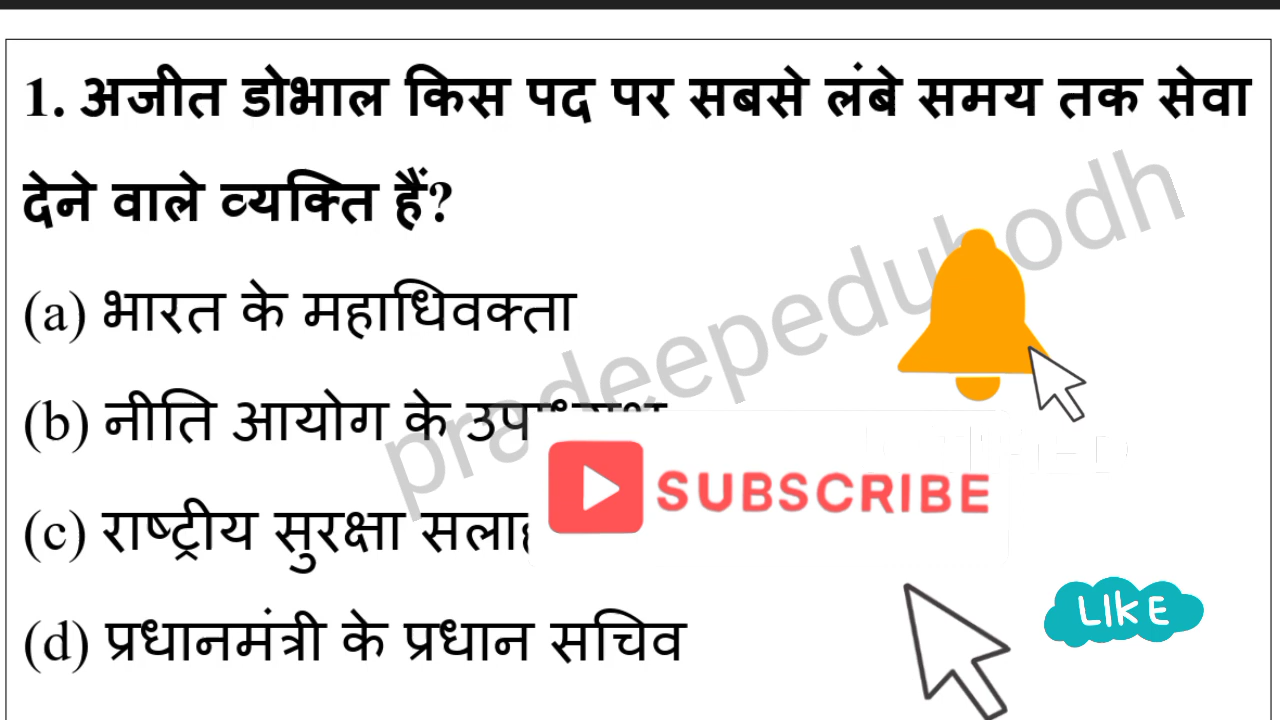 1. अजीत डोभाल किस पद पर सबसे लंबे समय तक सेवा
देने वाले व्यक्ति हैं?
(a) भारत के महाधिवक्ता
(b) नीति आयोग के
(c) राष्ट्रीय सुरक्षा
(d) प्रधानमंत्री के प्रधान सचिव
pradeepedubodh
SUBSCRIBE
LIKE